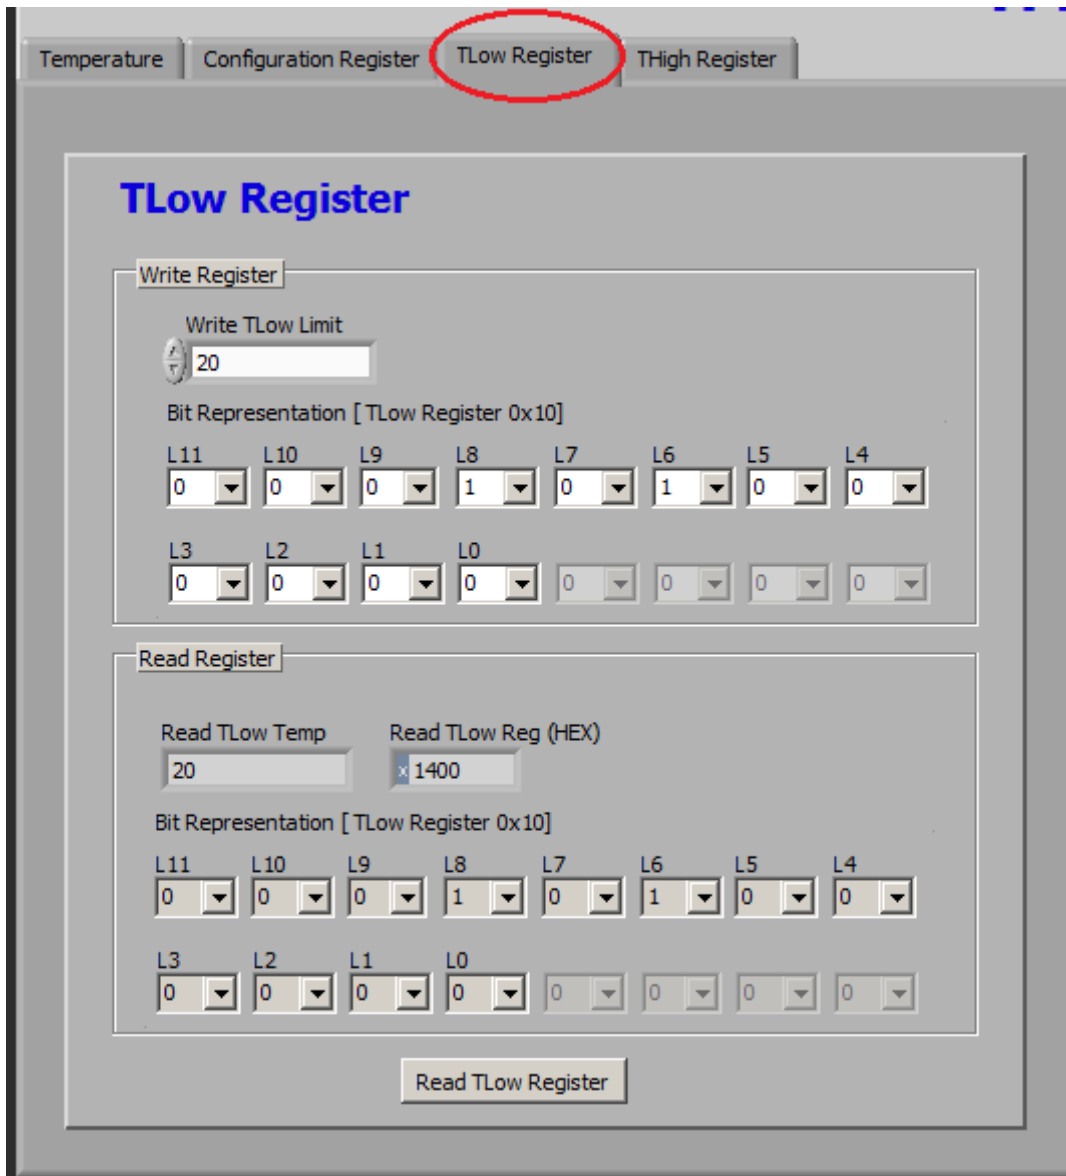 Temperature Configuration Register TLow Register THigh Register
TLow Register
Write Register
Write TLow Limit
20
Bit Representation [ TLow Register 0x10]
L11 L10 L9 L8 L7 L6 L5 L4
0 0 0 1 0 1 0 0
L3 L2 L1 L0
0 0 0 0 0 0 0 0
Read Register
Read TLow Temp Read TLow Reg (HEX)
20 x 1400
Bit Representation [ TLow Register 0x10]
L11 L10 L9 L8 L7 L6 L5 L4
0 0 0 1 0 1 0 0
L3 L2 L1 L0
0 0 0 0 0 0 0 0
Read TLow Register